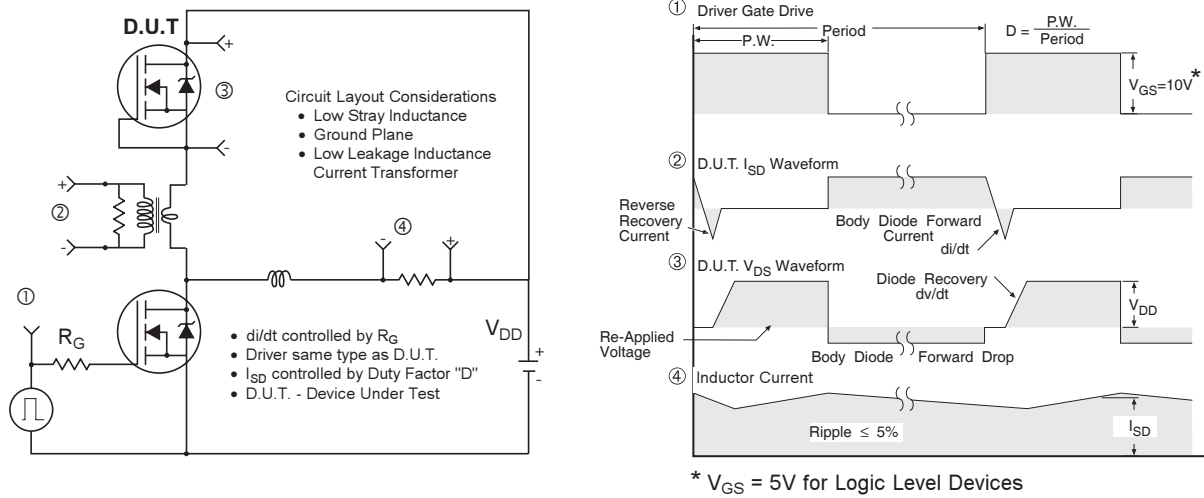 D.U.T
+
③
-
Circuit Layout Considerations
• Low Stray Inductance
• Ground Plane
• Low Leakage Inductance
Current Transformer
+
②
-
④
-
+
①
R_G
V_DD
+
-
• di/dt controlled by R_G
• Driver same type as D.U.T.
• I_SD controlled by Duty Factor "D"
• D.U.T. - Device Under Test
① Driver Gate Drive
P.W.
Period
D = P.W.
Period
V_GS=10V *
② D.U.T. I_SD Waveform
Reverse
Recovery
Current
Body Diode Forward
Current
di/dt
③ D.U.T. V_DS Waveform
Diode Recovery
dv/dt
V_DD
Re-Applied
Voltage
Body Diode Forward Drop
④ Inductor Current
Ripple ≤ 5%
I_SD
* V_GS = 5V for Logic Level Devices